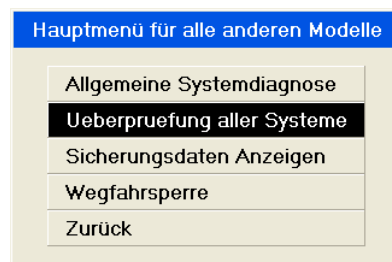 Hauptmenü für alle anderen Modelle
Allgemeine Systemdiagnose
Ueberpruefung aller Systeme
Sicherungsdaten Anzeigen
Wegfahrsperre
Zurück